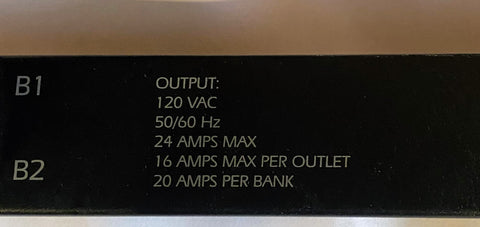 B1
OUTPUT:
120 VAC
50/60 Hz
24 AMPS MAX
B2
16 AMPS MAX PER OUTLET
20 AMPS PER BANK